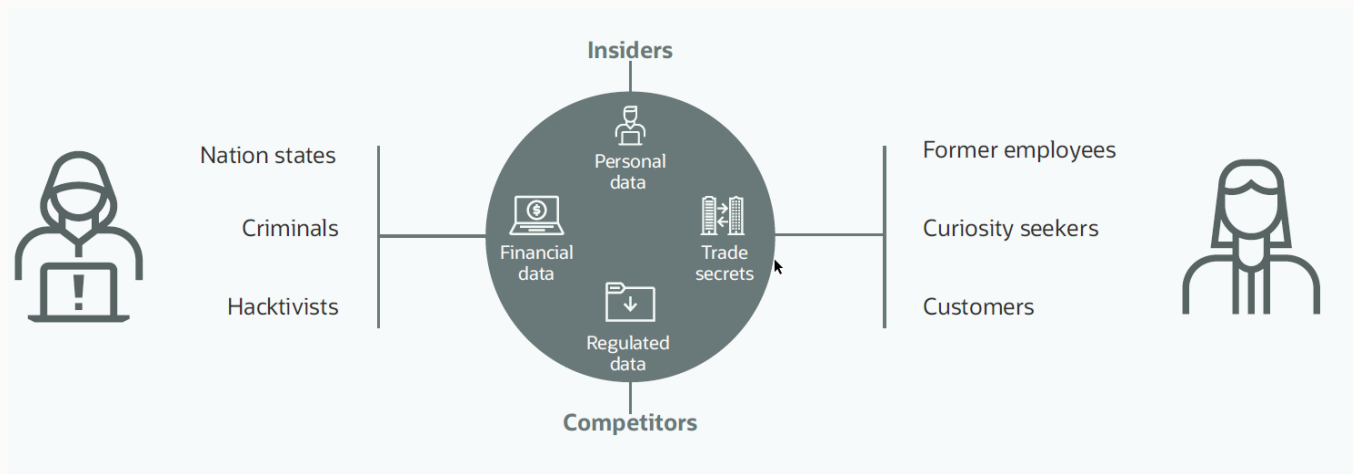 Insiders
Nation states
Criminals
Hacktivists
Personal
data
Financial
data
Trade
secrets
Regulated
data
Former employees
Curiosity seekers
Customers
Competitors